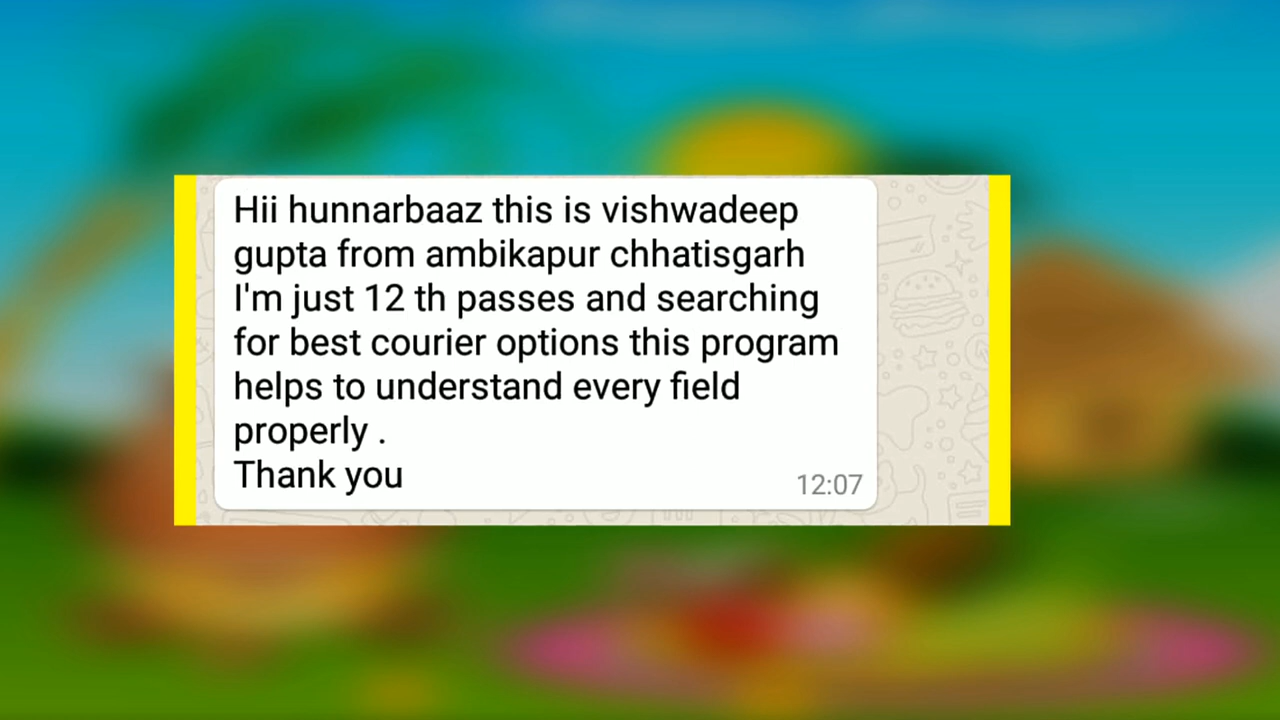 Hii hunnarbaaz this is vishwadeep
gupta from ambikapur chhatisgarh
I'm just 12 th passes and searching
for best courier options this program
helps to understand every field
properly .
Thank you
12:07